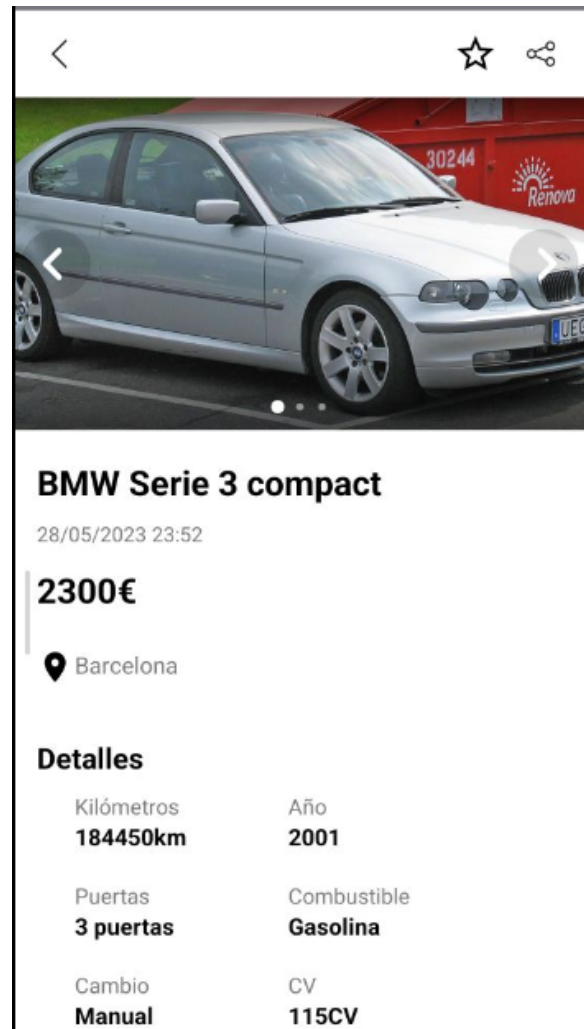 30244
Renova
UEG
BMW Serie 3 compact
28/05/2023 23:52
2300€
Barcelona
Detalles
Kilómetros Año
184450km 2001
Puertas Combustible
3 puertas Gasolina
Cambio CV
Manual 115CV